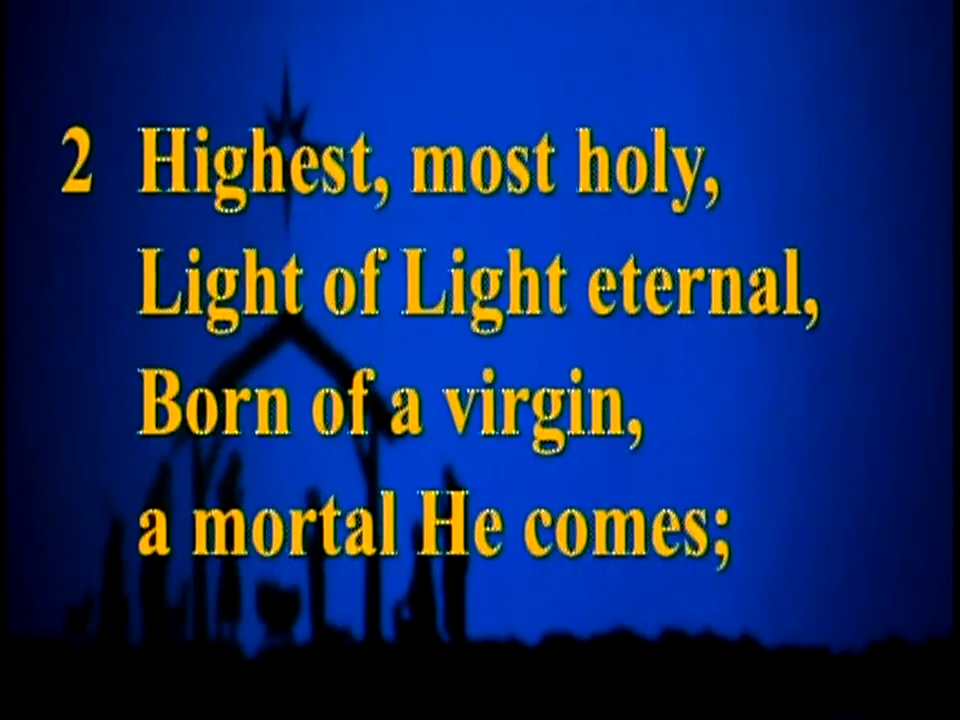 2 Highest, most holy,
Light of Light eternal,
Born of a virgin,
a mortal He comes;